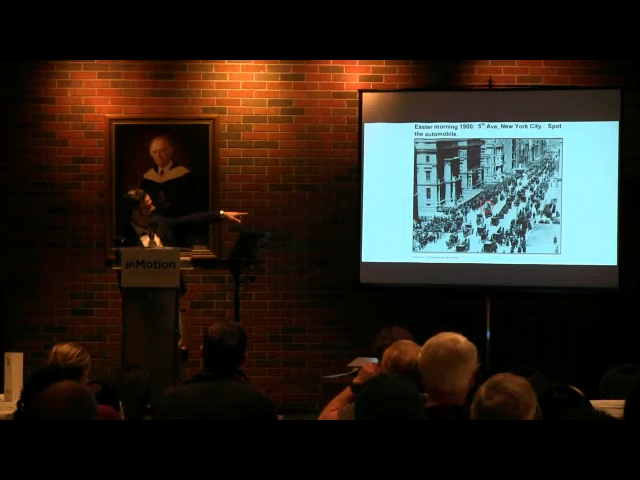 Easter morning 1900: 5th Ave, New York City. Spot
the automobile.
inMotion